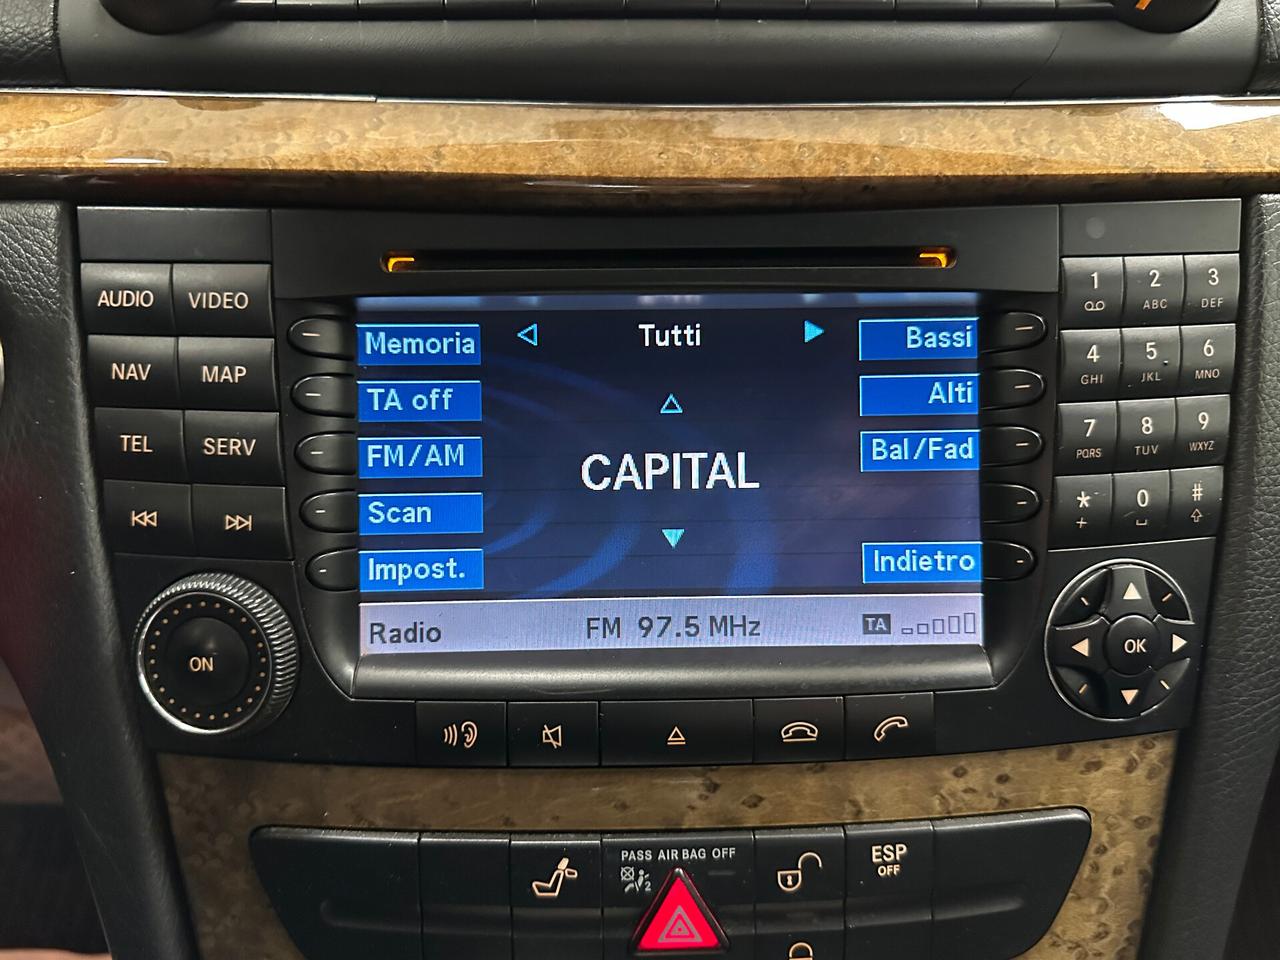 AUDIO VIDEO
NAV MAP
TEL SERV
ON
Memoria
TA off
FM/AM
Scan
Impost.
Tutti
CAPITAL
Bassi
Alti
Bal/Fad
Indietro
Radio FM 97.5 MHz TA
1 2 ABC 3 DEF
4 GHI 5 JKL 6 MNO
7 PQRS 8 TUV 9 WXYZ
* + 0 #
OK
PASS AIR BAG OFF
2
ESP
OFF